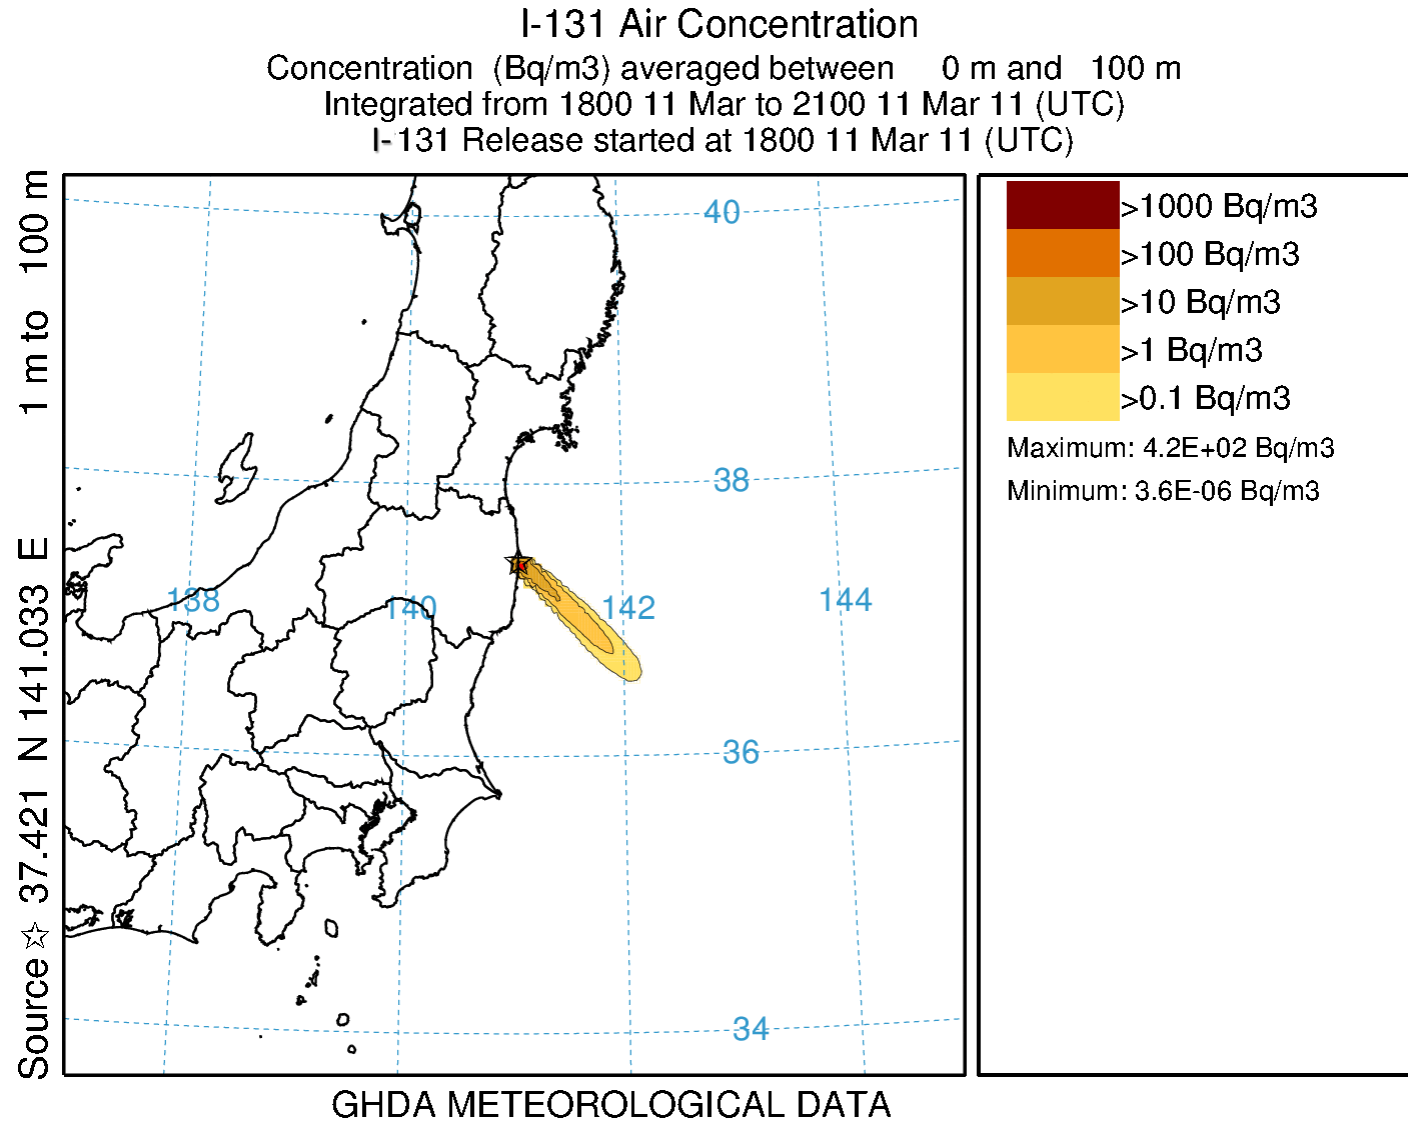 I-131 Air Concentration
Concentration (Bq/m3) averaged between 0 m and 100 m
Integrated from 1800 11 Mar to 2100 11 Mar 11 (UTC)
I-131 Release started at 1800 11 Mar 11 (UTC)
Source ☆ 37.421 N 141.033 E 1 m to 100 m
40
38
138
140
142
144
36
34
>1000 Bq/m3
>100 Bq/m3
>10 Bq/m3
>1 Bq/m3
>0.1 Bq/m3
Maximum: 4.2E+02 Bq/m3
Minimum: 3.6E-06 Bq/m3
GHDA METEOROLOGICAL DATA